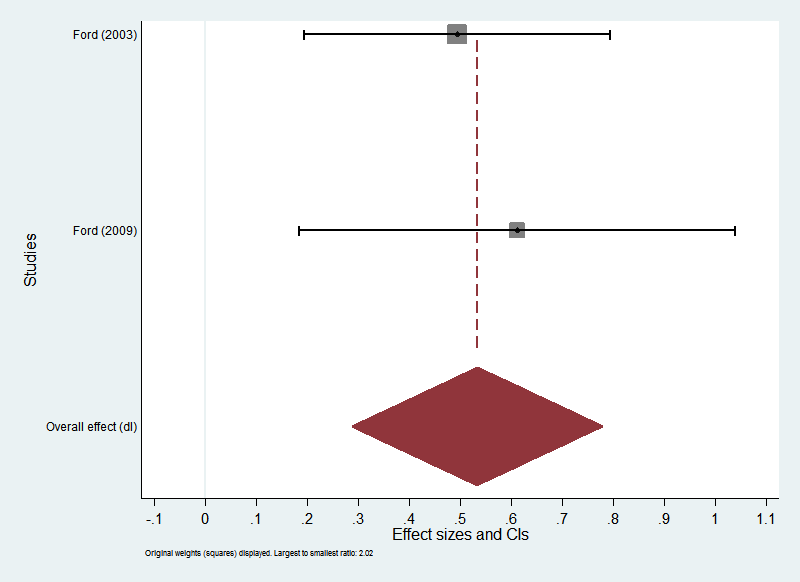 Ford (2003)
Ford (2009)
Studies
Overall effect (dl)
-.1 0 .1 .2 .3 .4 .5 .6 .7 .8 .9 1 1.1
Effect sizes and CIs
Original weights (squares) displayed. Largest to smallest ratio: 2.02